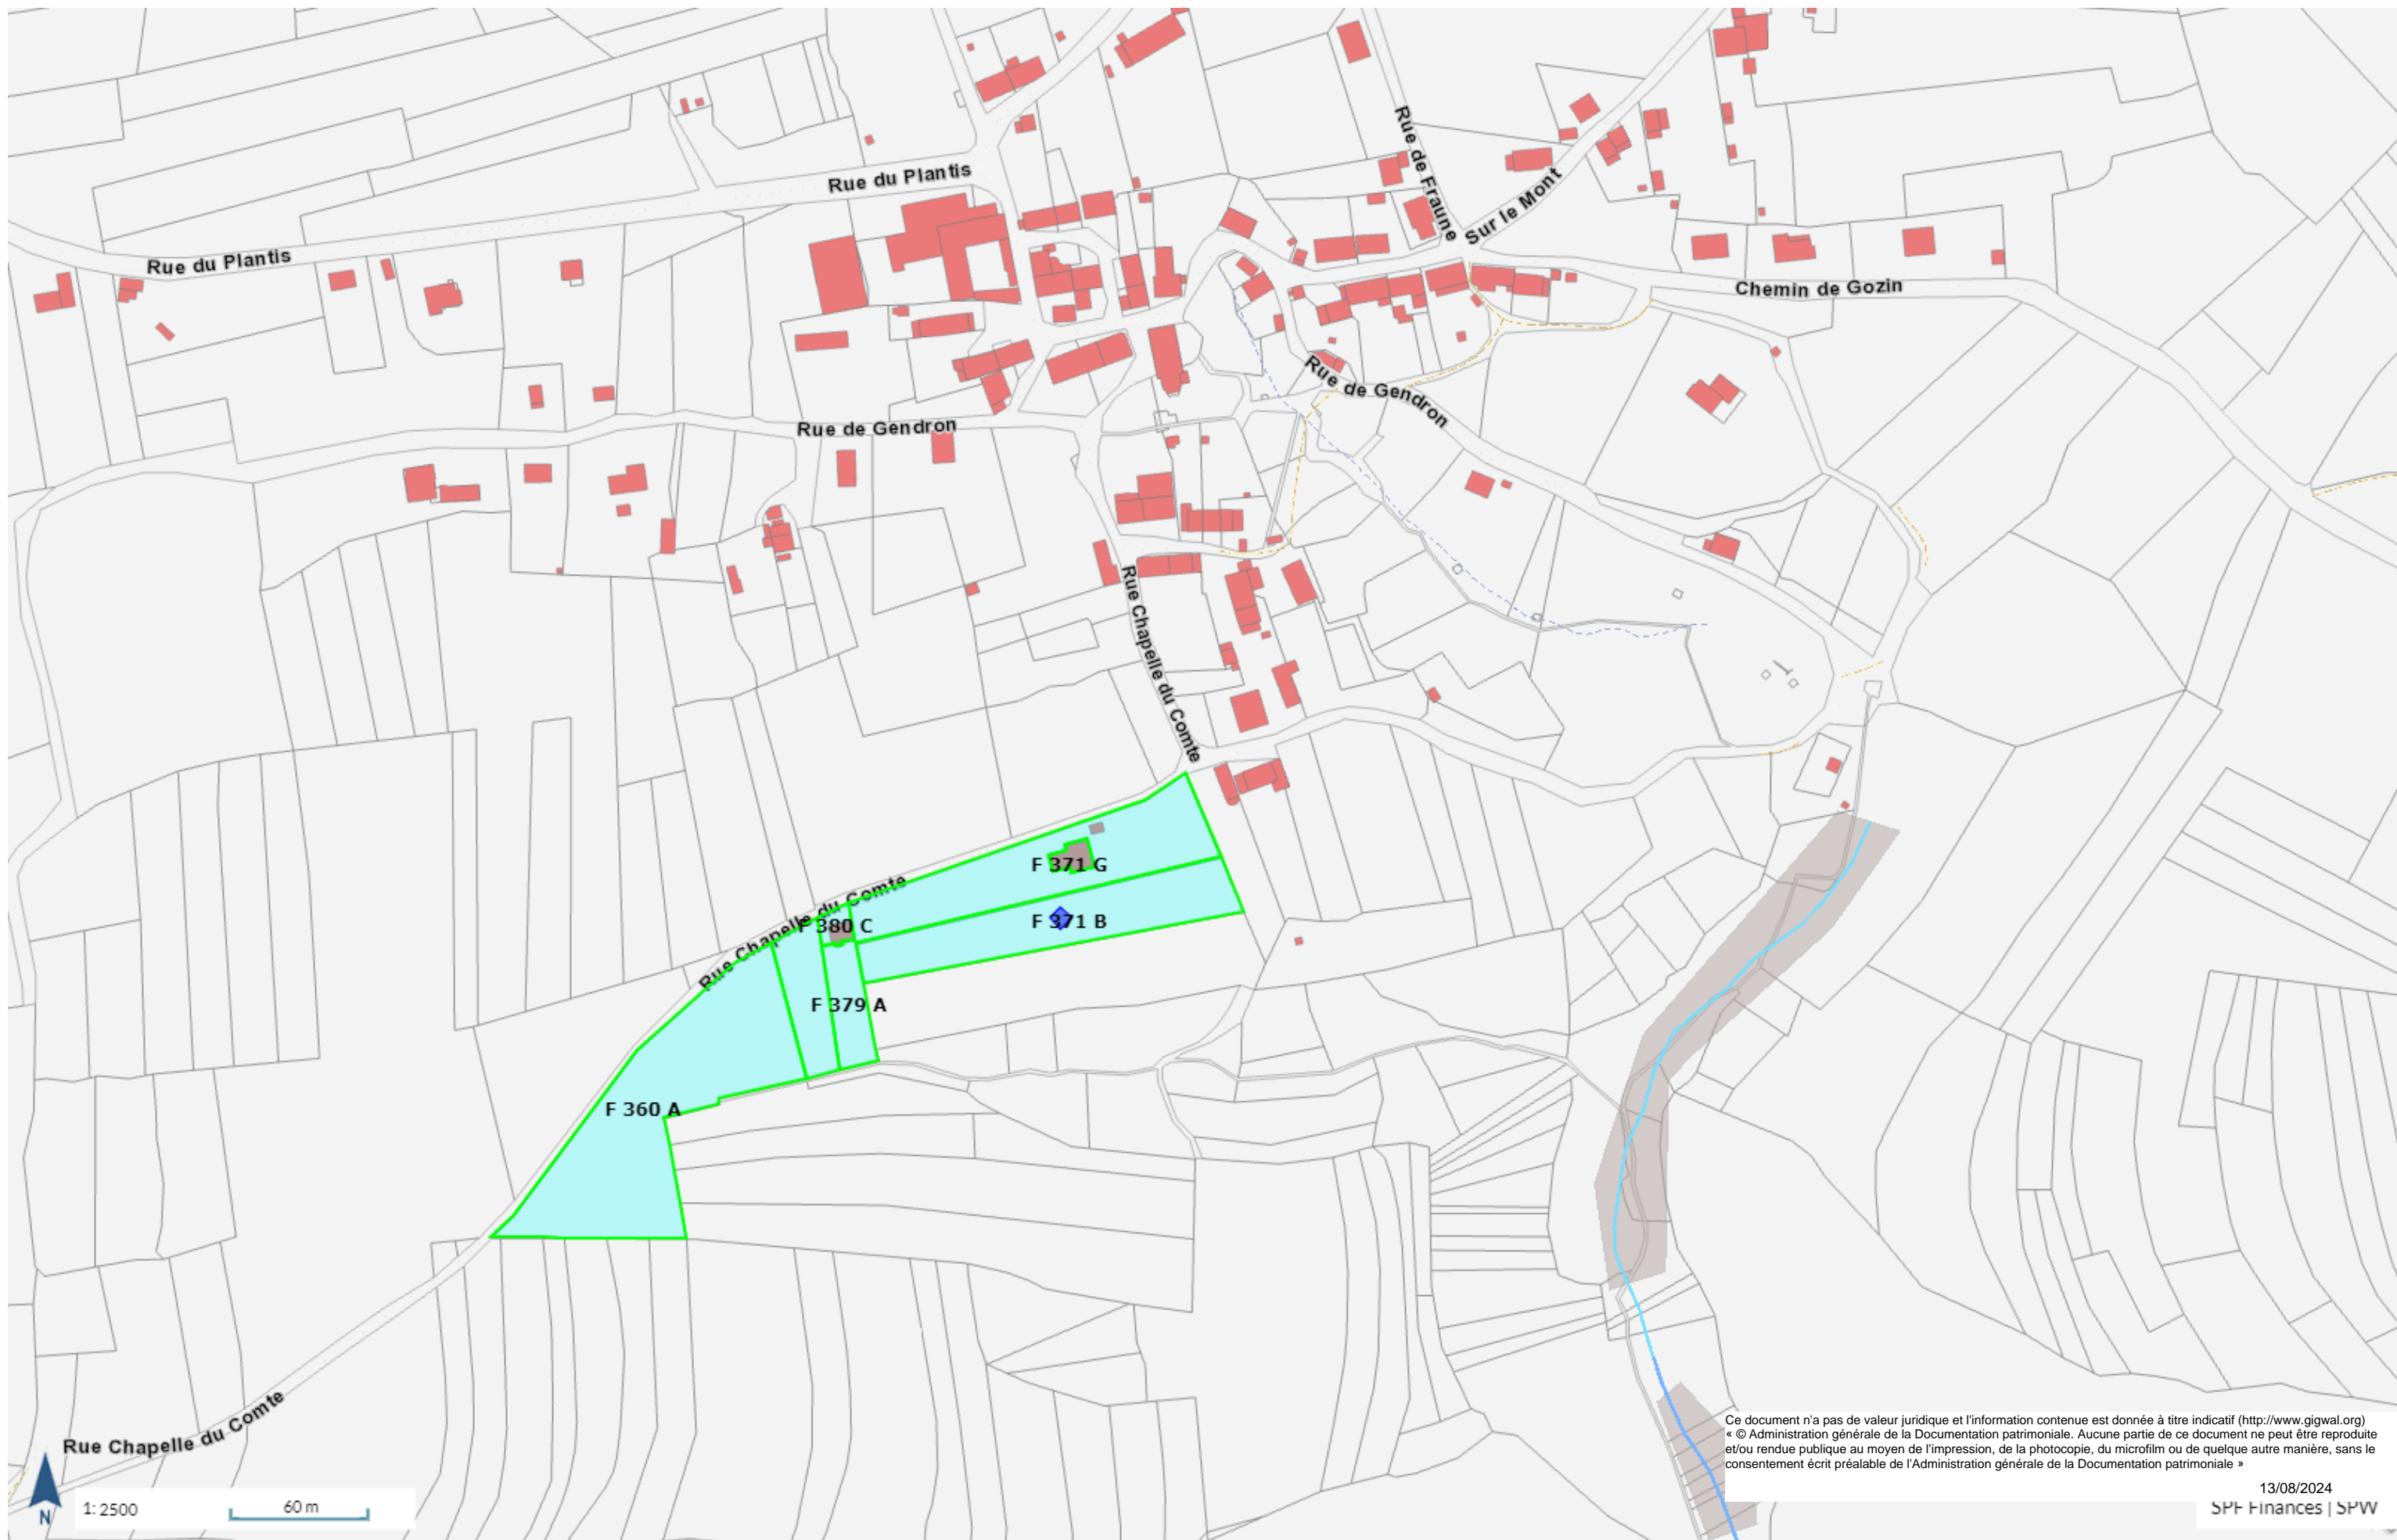 Rue du Plantis
Rue de Fraune
Sur le Mont
Rue du Plantis
Chemin de Gozin
Rue de Gendron
Rue de Gendron
Rue Chapelle du Comte
F 371 G
Rue Chapelle du Comte
F 380 C
F 371 B
F 379 A
F 360 A
Rue Chapelle du Comte
N
1: 2500
60 m
Ce document n'a pas de valeur juridique et l'information contenue est donnée à titre indicatif (http://www.gigwal.org)
« © Administration générale de la Documentation patrimoniale. Aucune partie de ce document ne peut être reproduite
et/ou rendue publique au moyen de l'impression, de la photocopie, du microfilm ou de quelque autre manière, sans le
consentement écrit préalable de l'Administration générale de la Documentation patrimoniale »
13/08/2024
SPF Finances | SPW